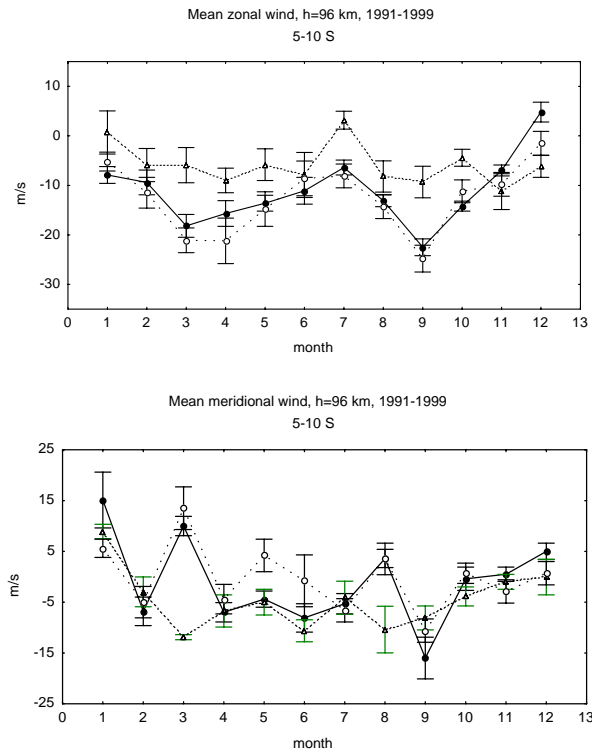 Mean zonal wind, h=96 km, 1991-1999
5-10 S
10
0
-10
-20
-30
m/s
0 1 2 3 4 5 6 7 8 9 10 11 12 13
month
Mean meridional wind, h=96 km, 1991-1999
5-10 S
25
15
5
-5
-15
-25
m/s
0 1 2 3 4 5 6 7 8 9 10 11 12 13
month